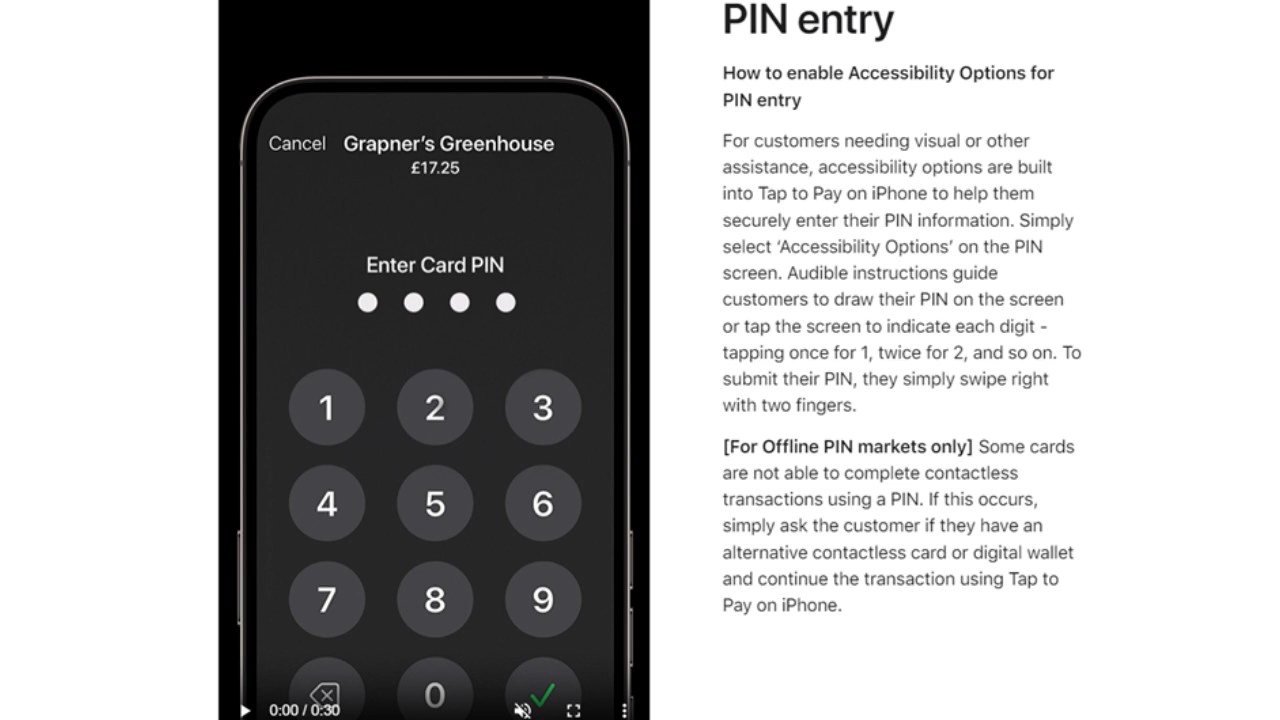 Cancel Grapner’s Greenhouse
£17.25
Enter Card PIN
1 2 3
4 5 6
7 8 9
0
0:00 / 0:30
PIN entry
How to enable Accessibility Options for
PIN entry
For customers needing visual or other
assistance, accessibility options are built
into Tap to Pay on iPhone to help them
securely enter their PIN information. Simply
select ‘Accessibility Options’ on the PIN
screen. Audible instructions guide
customers to draw their PIN on the screen
or tap the screen to indicate each digit -
tapping once for 1, twice for 2, and so on. To
submit their PIN, they simply swipe right
with two fingers.
[For Offline PIN markets only] Some cards
are not able to complete contactless
transactions using a PIN. If this occurs,
simply ask the customer if they have an
alternative contactless card or digital wallet
and continue the transaction using Tap to
Pay on iPhone.